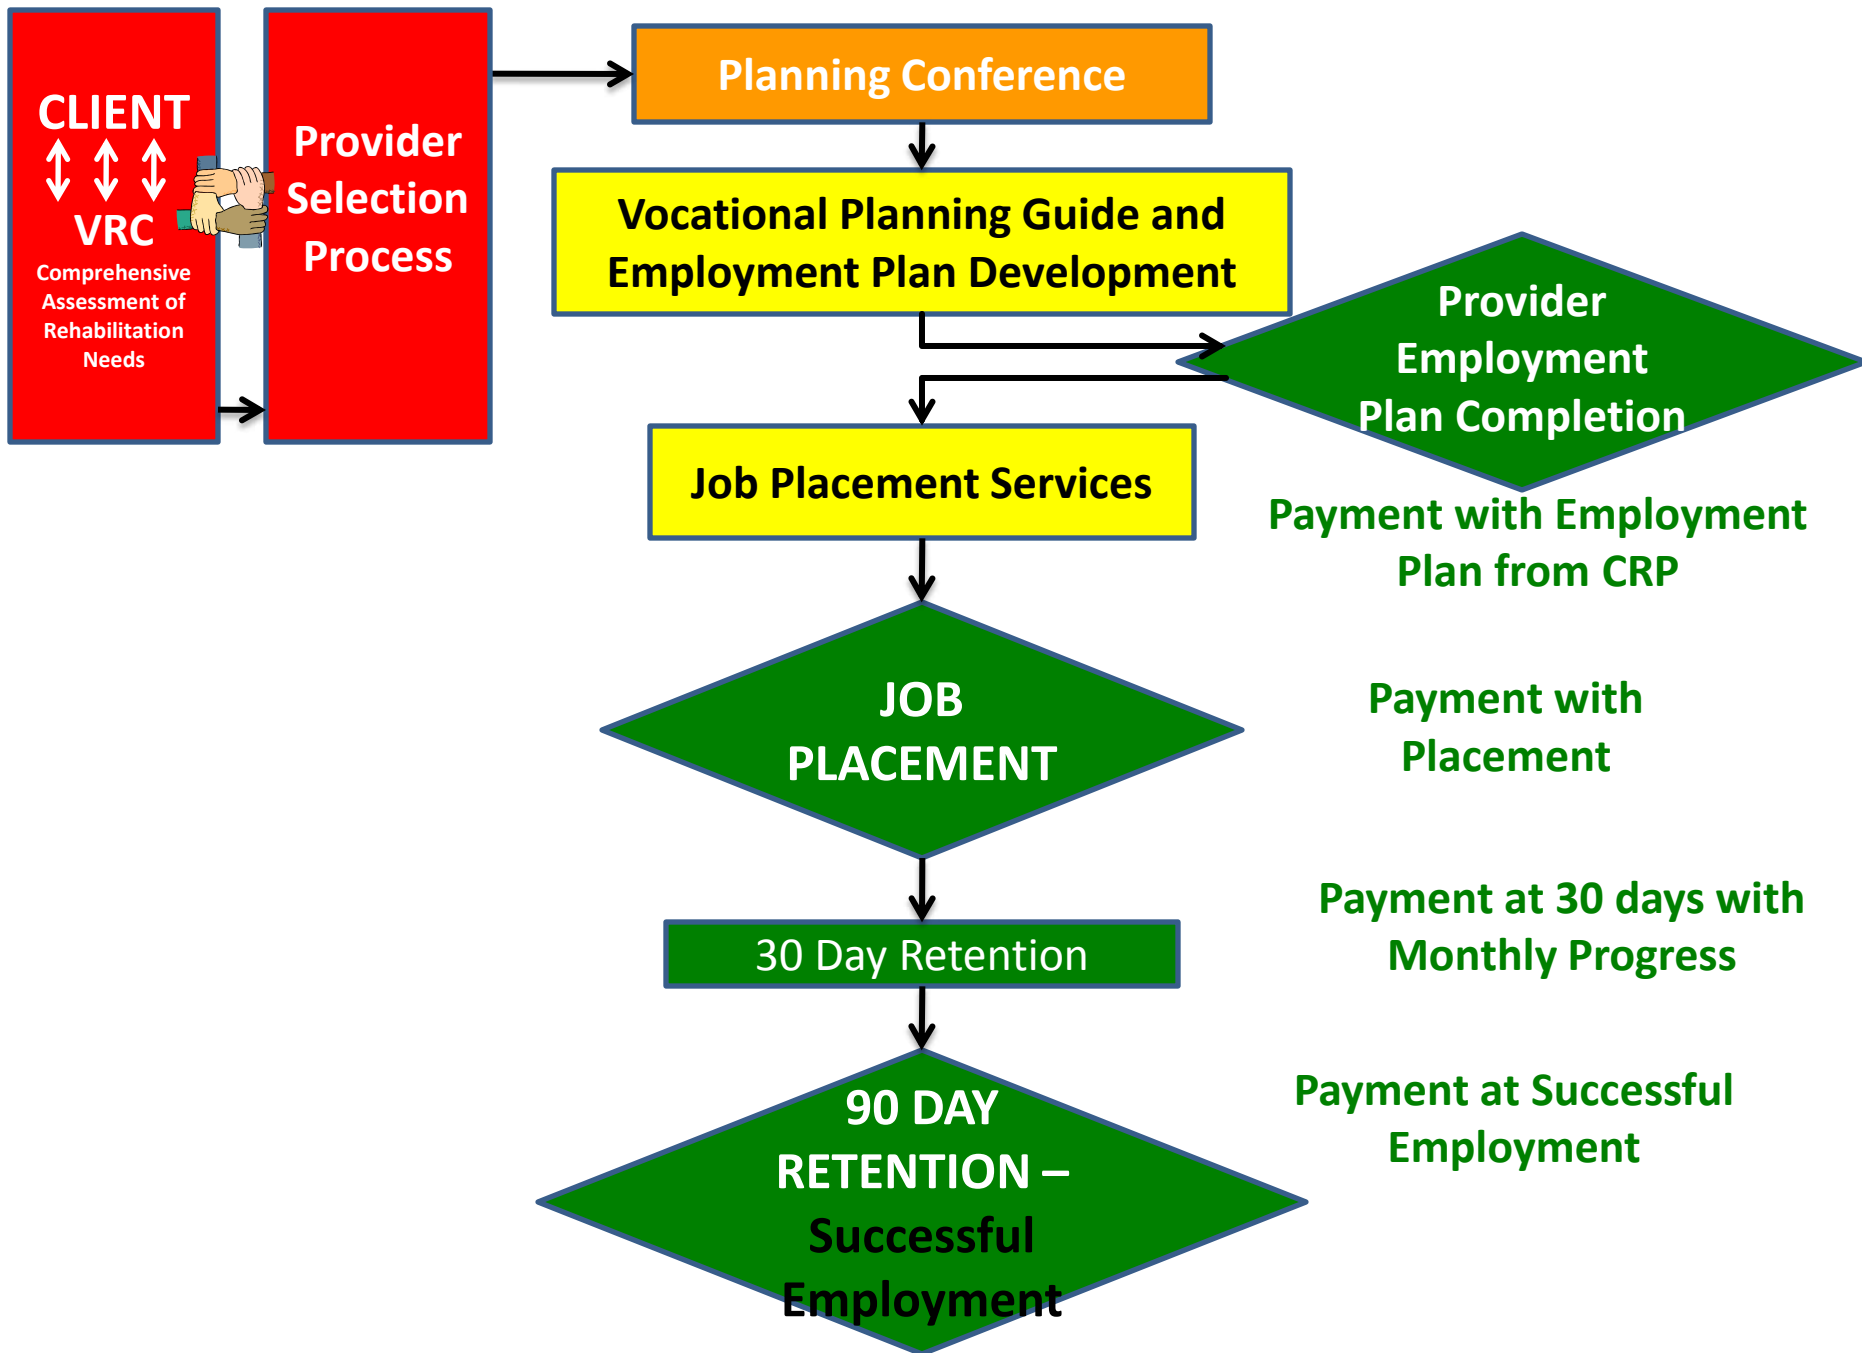 CLIENT
VRC
Comprehensive
Assessment of
Rehabilitation
Needs
Provider
Selection
Process
Planning Conference
Vocational Planning Guide and
Employment Plan Development
Provider
Employment
Plan Completion
Payment with Employment
Plan from CRP
Job Placement Services
JOB
PLACEMENT
Payment with
Placement
30 Day Retention
Payment at 30 days with
Monthly Progress
90 DAY
RETENTION –
Successful
Employment
Payment at Successful
Employment